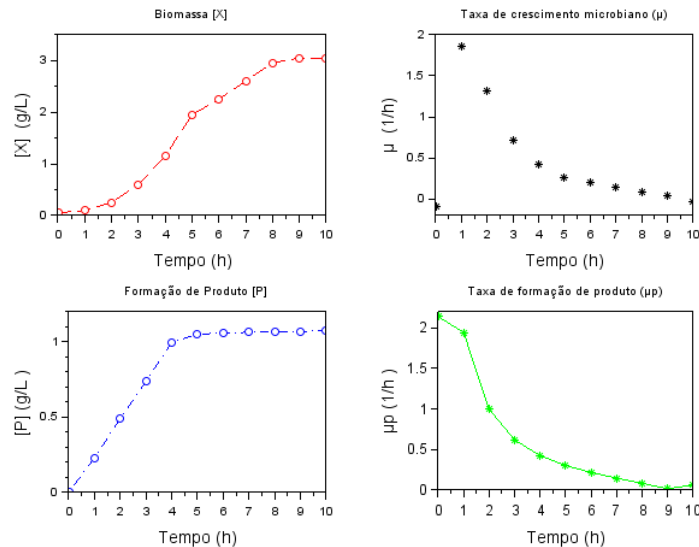 Biomassa [X]
[X] (g/L)
3
2
1
0
0 1 2 3 4 5 6 7 8 9 10
Tempo (h)
Taxa de crescimento microbiano (µ)
µ (1/h)
2
1.5
1
0.5
0
0 1 2 3 4 5 6 7 8 9 10
Tempo (h)
Formação de Produto [P]
[P] (g/L)
1
0.5
0
0 1 2 3 4 5 6 7 8 9 10
Tempo (h)
Taxa de formação de produto (µp)
µp (1/h )
2
1.5
1
0.5
0
0 1 2 3 4 5 6 7 8 9 10
Tempo (h)